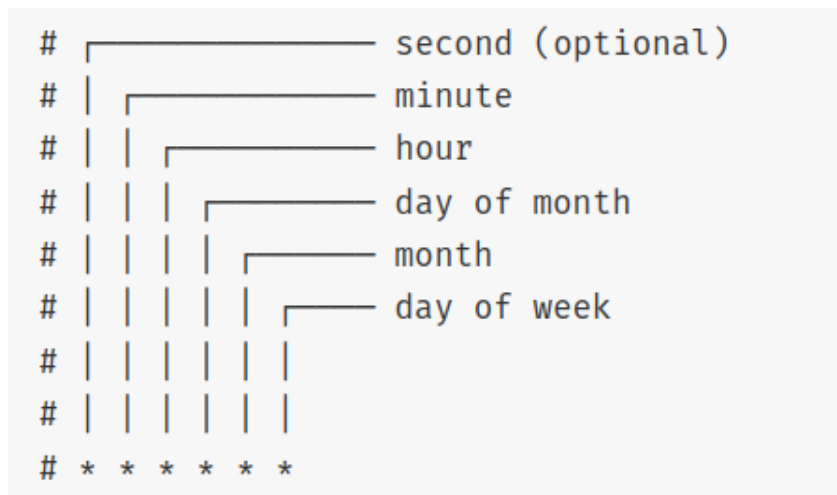 # ┌────────────── second (optional)
# │ ┌──────────── minute
# │ │ ┌────────── hour
# │ │ │ ┌──────── day of month
# │ │ │ │ ┌────── month
# │ │ │ │ │ ┌──── day of week
# │ │ │ │ │ │
# │ │ │ │ │ │
# * * * * * *